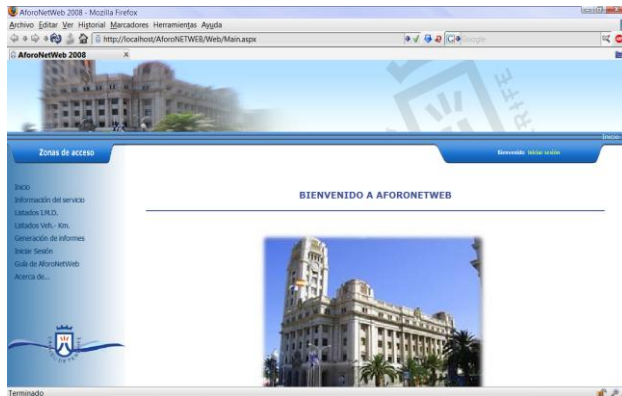 AforoNetWeb 2008 - Mozilla Firefox
Archivo Editar Ver Historial Marcadores Herramientas Ayuda
http://localhost/AforoNETWEB/Web/Main.aspx
Google
AforoNetWeb 2008
RIFE
Inicio
Zonas de acceso
Bienvenido Iniciar sesión
Inicio
Información del servicio
Listados I.M.D.
Listados Veh.- Km.
Generación de informes
Iniciar Sesión
Guía de AforoNetWeb
Acerca de...
BIENVENIDO A AFORONETWEB
Terminado